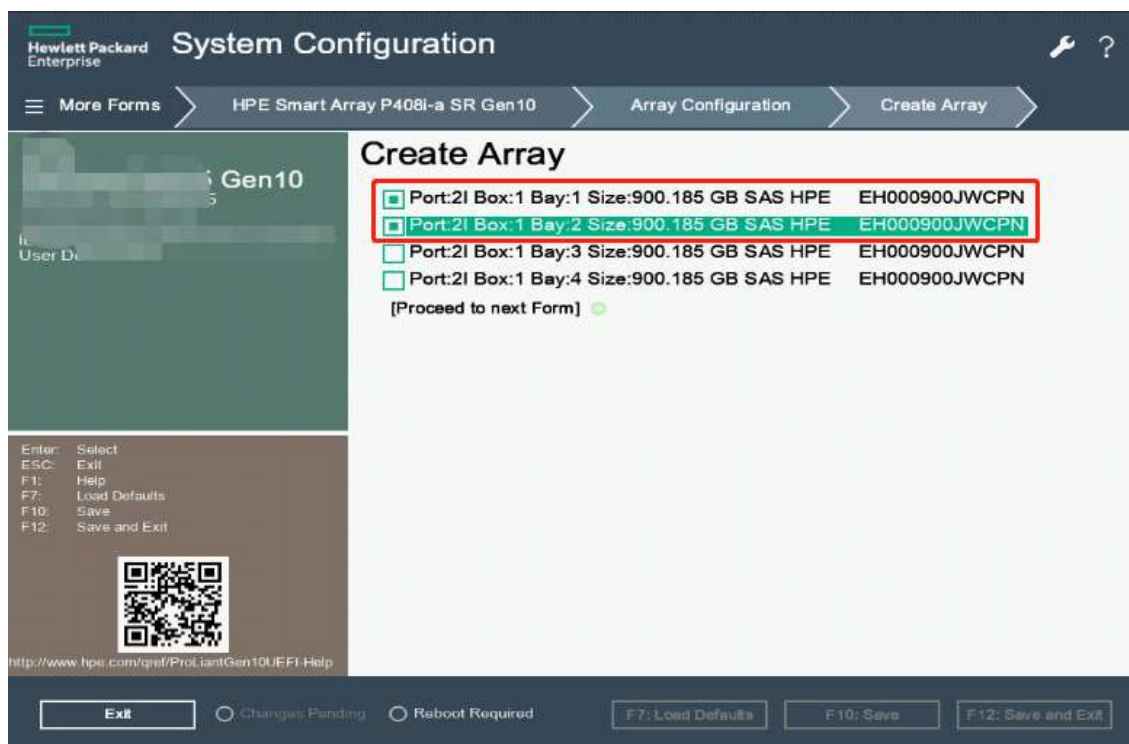 Hewlett Packard
Enterprise
System Configuration
?
More Forms
HPE Smart Array P408i-a SR Gen10
Array Configuration
Create Array
Gen10
User D
Create Array
Port:2I Box:1 Bay:1 Size:900.185 GB SAS HPE EH000900JWCPN
Port:2I Box:1 Bay:2 Size:900.185 GB SAS HPE EH000900JWCPN
Port:2I Box:1 Bay:3 Size:900.185 GB SAS HPE EH000900JWCPN
Port:2I Box:1 Bay:4 Size:900.185 GB SAS HPE EH000900JWCPN
[Proceed to next Form]
Enter: Select
ESC: Exit
F1: Help
F7: Load Defaults
F10: Save
F12: Save and Exit
http://www.hpe.com/qref/ProLiantGen10UEFI-Help
Exit
Changes Pending
Reboot Required
F7: Load Defaults
F10: Save
F12: Save and Exit